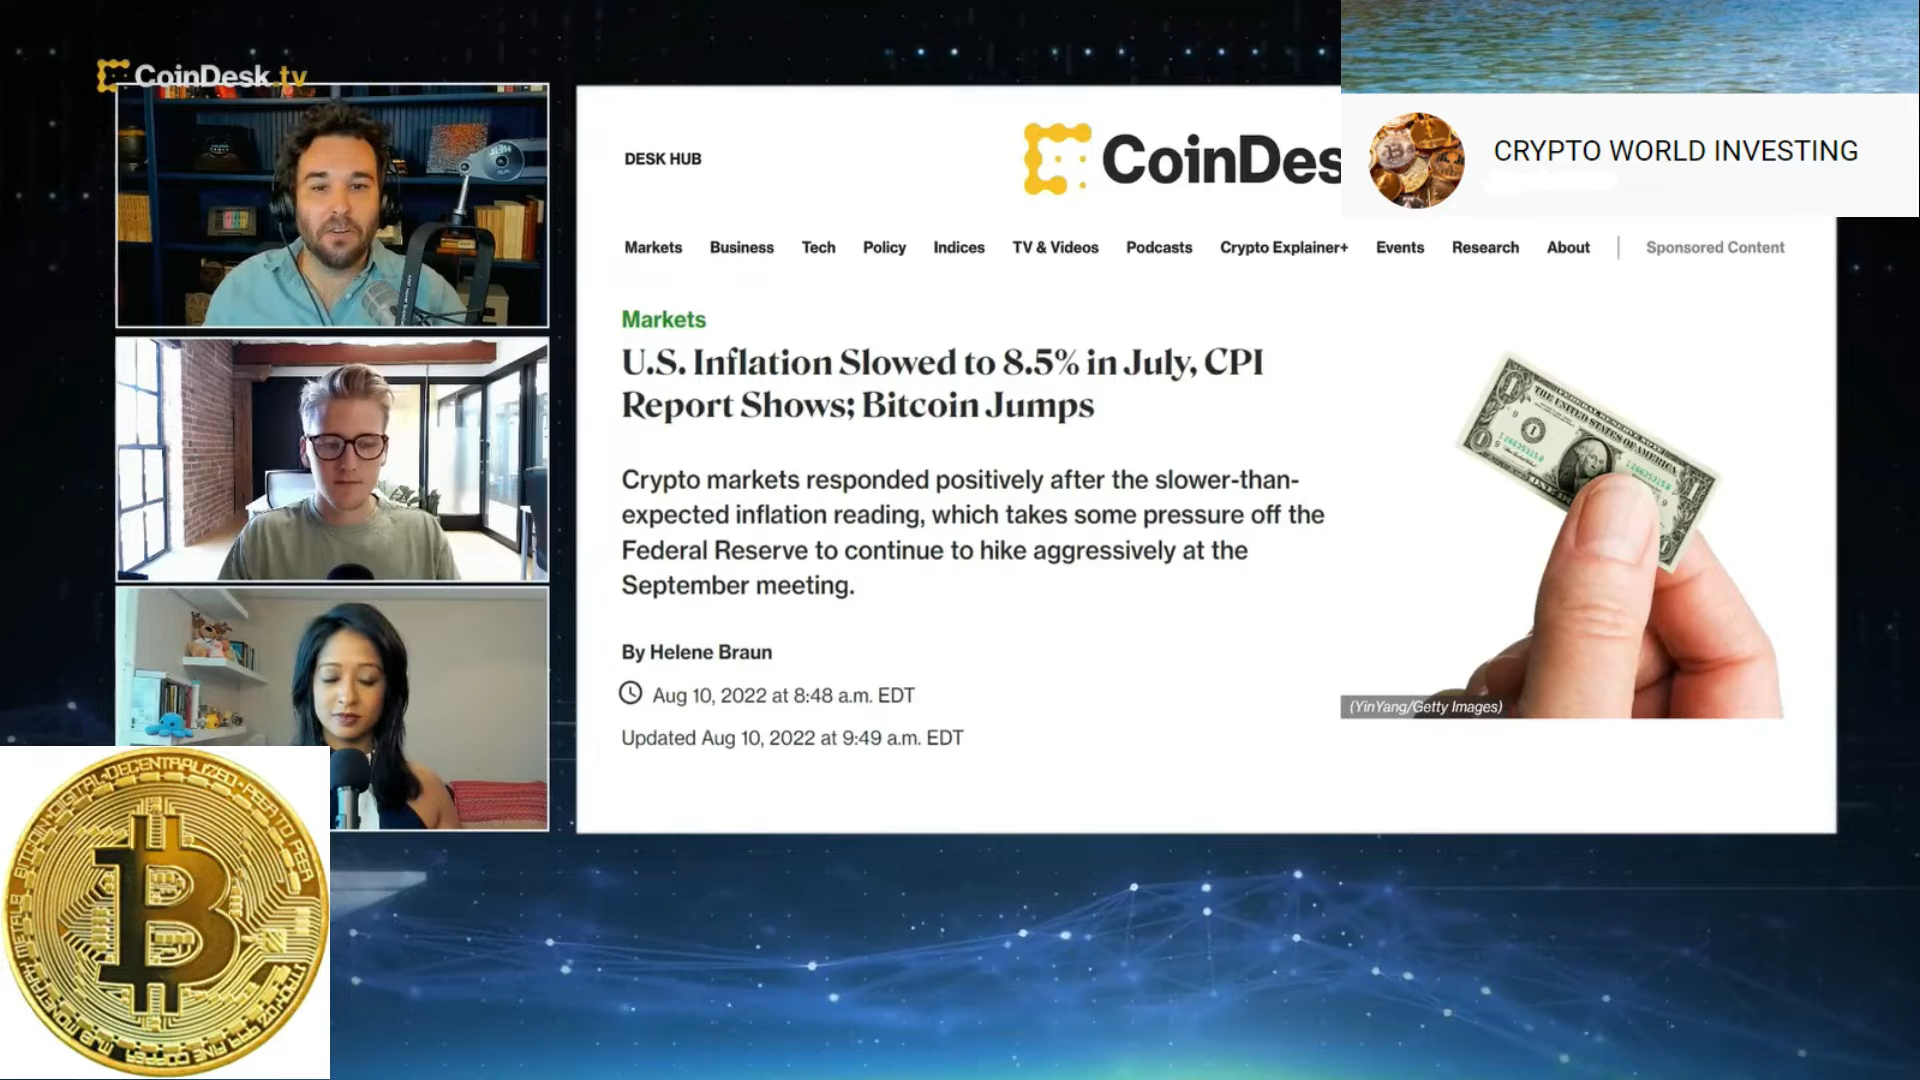 CoinDesk.tv
DESK HUB
CoinDes
CRYPTO WORLD INVESTING
Markets Business Tech Policy Indices TV & Videos Podcasts Crypto Explainer+ Events Research About Sponsored Content
Markets
U.S. Inflation Slowed to 8.5% in July, CPI
Report Shows; Bitcoin Jumps
Crypto markets responded positively after the slower-than-
expected inflation reading, which takes some pressure off the
Federal Reserve to continue to hike aggressively at the
September meeting.
By Helene Braun
Aug 10, 2022 at 8:48 a.m. EDT
Updated Aug 10, 2022 at 9:49 a.m. EDT
THE UNITED STATES OF AMERICA
(YinYang/Getty Images)
BITCOIN · DIGITAL · DECENTRALIZED · PEER TO PEER